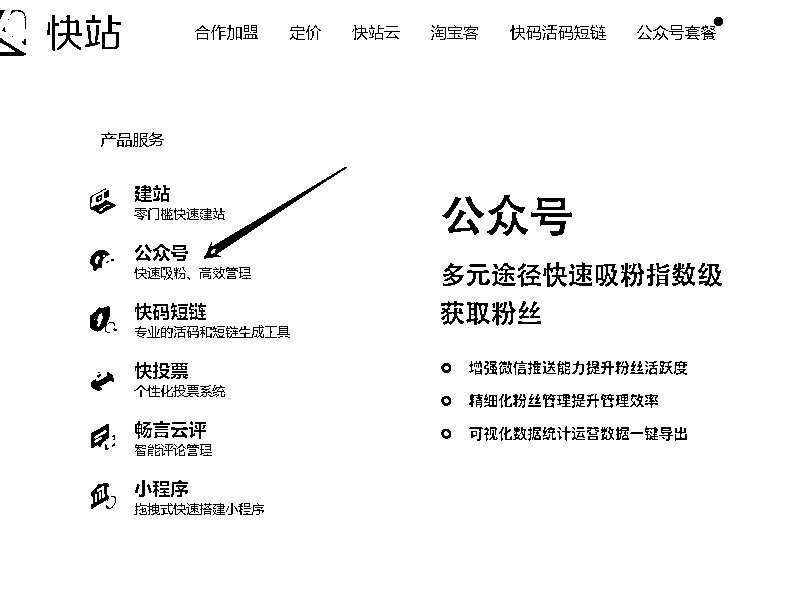 快站
合作加盟 定价 快站云 淘宝客 快码活码短链 公众号套餐
产品服务
建站
零门槛快速建站
公众号
快速吸粉、高效管理
快码短链
专业的活码和短链生成工具
快投票
个性化投票系统
畅言云评
智能评论管理
小程序
拖拽式快速搭建小程序
公众号
多元途径快速吸粉指数级
获取粉丝
增强微信推送能力提升粉丝活跃度
精细化粉丝管理提升管理效率
可视化数据统计运营数据一键导出